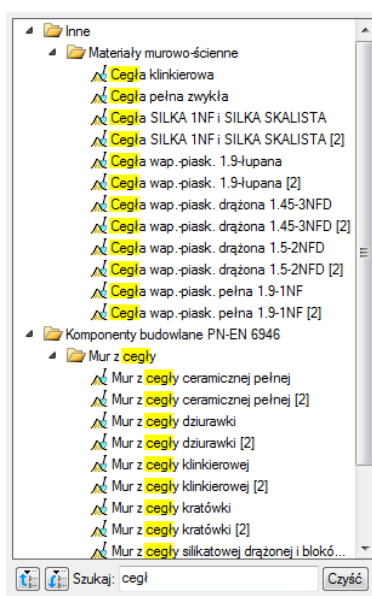 Inne
Materiały murowo-ścienne
Cegła klinkierowa
Cegła pełna zwykła
Cegła SILKA 1NF i SILKA SKALISTA
Cegła SILKA 1NF i SILKA SKALISTA [2]
Cegła wap.-piask. 1.9-łupana
Cegła wap.-piask. 1.9-łupana [2]
Cegła wap.-piask. drążona 1.45-3NFD
Cegła wap.-piask. drążona 1.45-3NFD [2]
Cegła wap.-piask. drążona 1.5-2NFD
Cegła wap.-piask. drążona 1.5-2NFD [2]
Cegła wap.-piask. pełna 1.9-1NF
Cegła wap.-piask. pełna 1.9-1NF [2]
Komponenty budowlane PN-EN 6946
Mur z cegły
Mur z cegły ceramicznej pełnej
Mur z cegły ceramicznej pełnej [2]
Mur z cegły dziurawki
Mur z cegły dziurawki [2]
Mur z cegły klinkierowej
Mur z cegły klinkierowej [2]
Mur z cegły kratówki
Mur z cegły kratówki [2]
Mur z cegły silikatowej drążonej i blokó...
Szukaj: cegł Czyść